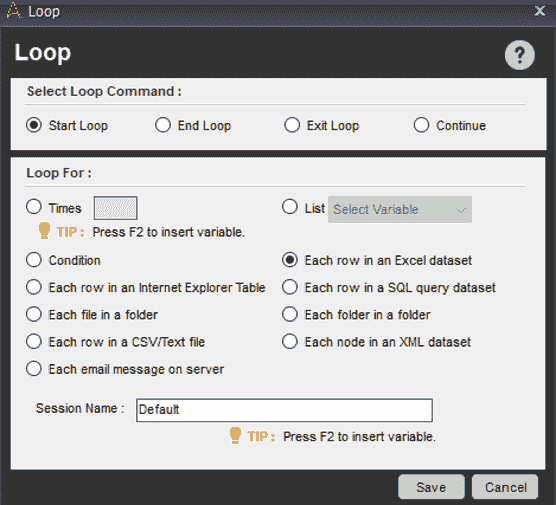 Loop
Loop
?
Select Loop Command :
Start Loop End Loop Exit Loop Continue
Loop For :
Times List Select Variable
TIP : Press F2 to insert variable.
Condition Each row in an Excel dataset
Each row in an Internet Explorer Table Each row in a SQL query dataset
Each file in a folder Each folder in a folder
Each row in a CSV/Text file Each node in an XML dataset
Each email message on server
Session Name : Default
TIP : Press F2 to insert variable.
Save Cancel